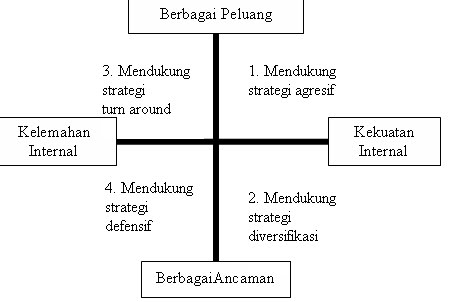 Berbagai Peluang
3. Mendukung
strategi
turn around
1. Mendukung
strategi agresif
Kelemahan
Internal
Kekuatan
Internal
4. Mendukung
strategi
defensif
2. Mendukung
strategi
diversifikasi
BerbagaiAncaman